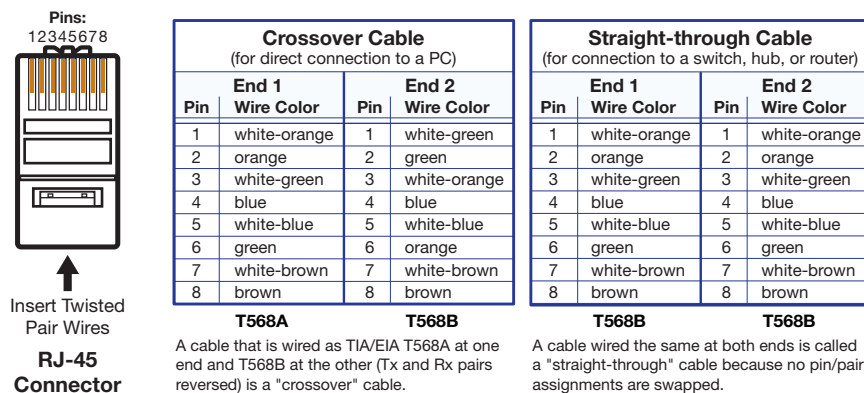 Pins:
12345678
Insert Twisted
Pair Wires
RJ-45
Connector
Crossover Cable
(for direct connection to a PC)
End 1 End 2
Pin Wire Color Pin Wire Color
1 white-orange 1 white-green
2 orange 2 green
3 white-green 3 white-orange
4 blue 4 blue
5 white-blue 5 white-blue
6 green 6 orange
7 white-brown 7 white-brown
8 brown 8 brown
T568A T568B
A cable that is wired as TIA/EIA T568A at one
end and T568B at the other (Tx and Rx pairs
reversed) is a "crossover" cable.
Straight-through Cable
(for connection to a switch, hub, or router)
End 1 End 2
Pin Wire Color Pin Wire Color
1 white-orange 1 white-orange
2 orange 2 orange
3 white-green 3 white-green
4 blue 4 blue
5 white-blue 5 white-blue
6 green 6 green
7 white-brown 7 white-brown
8 brown 8 brown
T568B T568B
A cable wired the same at both ends is called
a "straight-through" cable because no pin/pair
assignments are swapped.